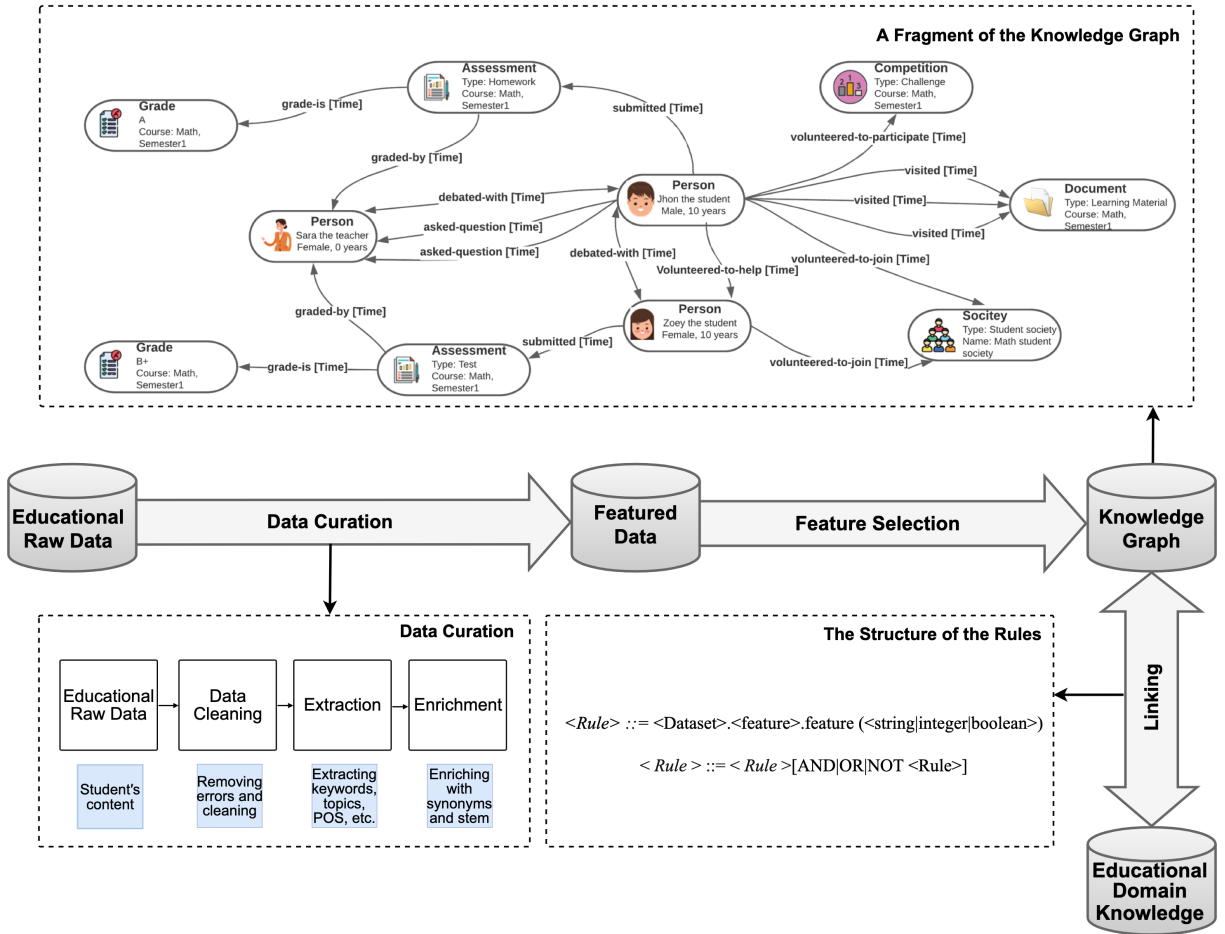 A Fragment of the Knowledge Graph
Assessment
Type: Homework
Course: Math,
Semester1
Competition
Type: Challenge
Course: Math,
Semester1
Grade
A
Course: Math,
Semester1
grade-is [Time]
submitted [Time]
volunteered-to-participate [Time]
graded-by [Time]
visited [Time]
Person
Jhon the student
Male, 10 years
Document
Type: Learning Material
Course: Math,
Semester1
debated-with [Time]
visited [Time]
Person
Sara the teacher
Female, 0 years
asked-question [Time]
visited [Time]
asked-question [Time]
debated-with [Time]
volunteered-to-join [Time]
Volunteered-to-help [Time]
graded-by [Time]
Person
Zoey the student
Female, 10 years
Socitey
Type: Student society
Name: Math student
society
submitted [Time]
Grade
B+
Course: Math,
Semester1
grade-is [Time]
Assessment
Type: Test
Course: Math,
Semester1
volunteered-to-join [Time]
Educational
Raw Data
Data Curation
Featured
Data
Feature Selection
Knowledge
Graph
Data Curation
Educational
Raw Data
Data
Cleaning
Extraction
Enrichment
Student's
content
Removing
errors and
cleaning
Extracting
keywords,
topics,
POS, etc.
Enriching
with
synonyms
and stem
The Structure of the Rules
<Rule> ::= <Dataset>.<feature>.feature (<string|integer|boolean>)
< Rule > ::= < Rule >[AND|OR|NOT <Rule>]
Linking
Educational
Domain
Knowledge